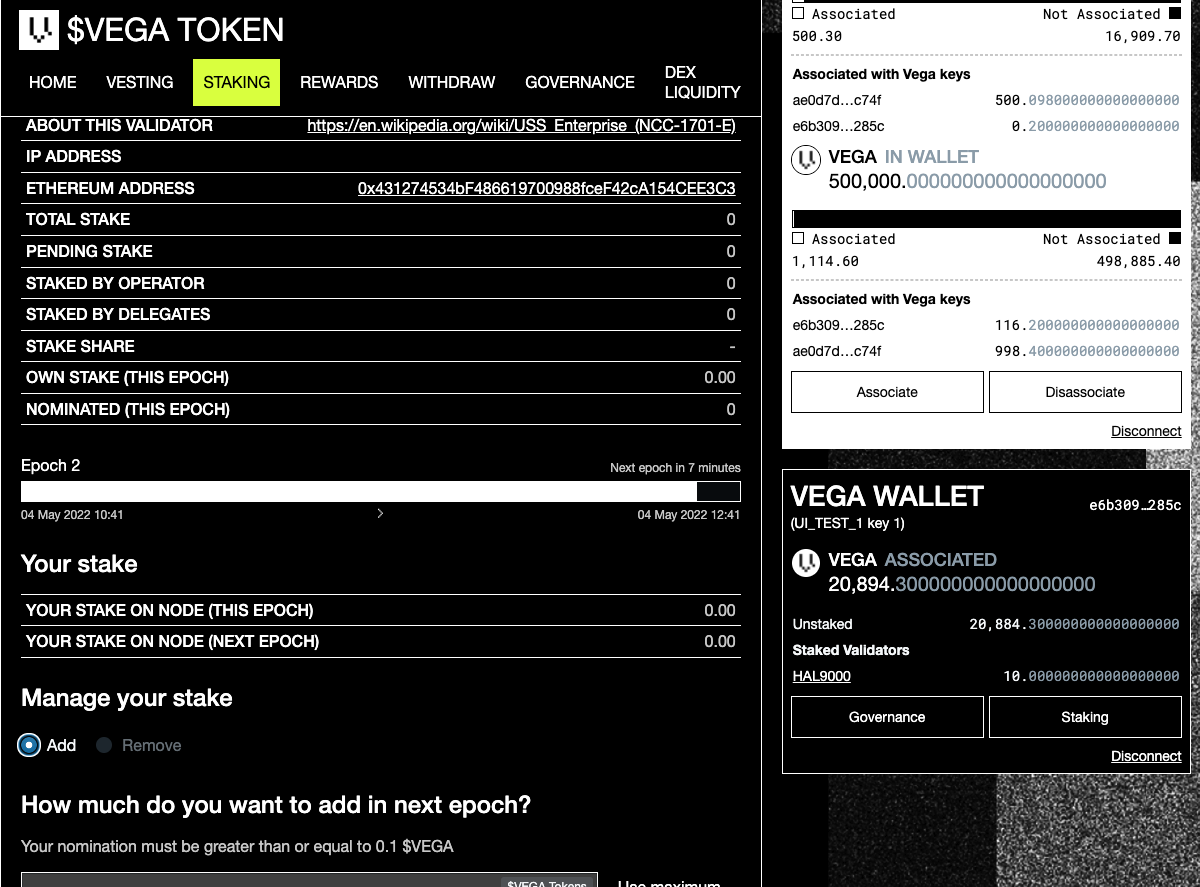 $VEGA TOKEN
HOME VESTING STAKING REWARDS WITHDRAW GOVERNANCE DEX LIQUIDITY
ABOUT THIS VALIDATOR https://en.wikipedia.org/wiki/USS_Enterprise_(NCC-1701-E)
IP ADDRESS
ETHEREUM ADDRESS 0x431274534bF486619700988fceF42cA154CEE3C3
TOTAL STAKE 0
PENDING STAKE 0
STAKED BY OPERATOR 0
STAKED BY DELEGATES 0
STAKE SHARE -
OWN STAKE (THIS EPOCH) 0.00
NOMINATED (THIS EPOCH) 0
Epoch 2 Next epoch in 7 minutes
04 May 2022 10:41 > 04 May 2022 12:41
Your stake
YOUR STAKE ON NODE (THIS EPOCH) 0.00
YOUR STAKE ON NODE (NEXT EPOCH) 0.00
Manage your stake
Add Remove
How much do you want to add in next epoch?
Your nomination must be greater than or equal to 0.1 $VEGA
$VEGA Tokens Use maximum
Associated Not Associated
500.30 16,909.70
Associated with Vega keys
ae0d7d…c74f 500.098000000000000000
e6b309…285c 0.200000000000000000
VEGA IN WALLET
500,000.000000000000000000
Associated Not Associated
1,114.60 498,885.40
Associated with Vega keys
e6b309…285c 116.200000000000000000
ae0d7d…c74f 998.400000000000000000
Associate Disassociate
Disconnect
VEGA WALLET e6b309…285c
(UI_TEST_1 key 1)
VEGA ASSOCIATED
20,894.300000000000000000
Unstaked 20,884.300000000000000000
Staked Validators
HAL9000 10.000000000000000000
Governance Staking
Disconnect